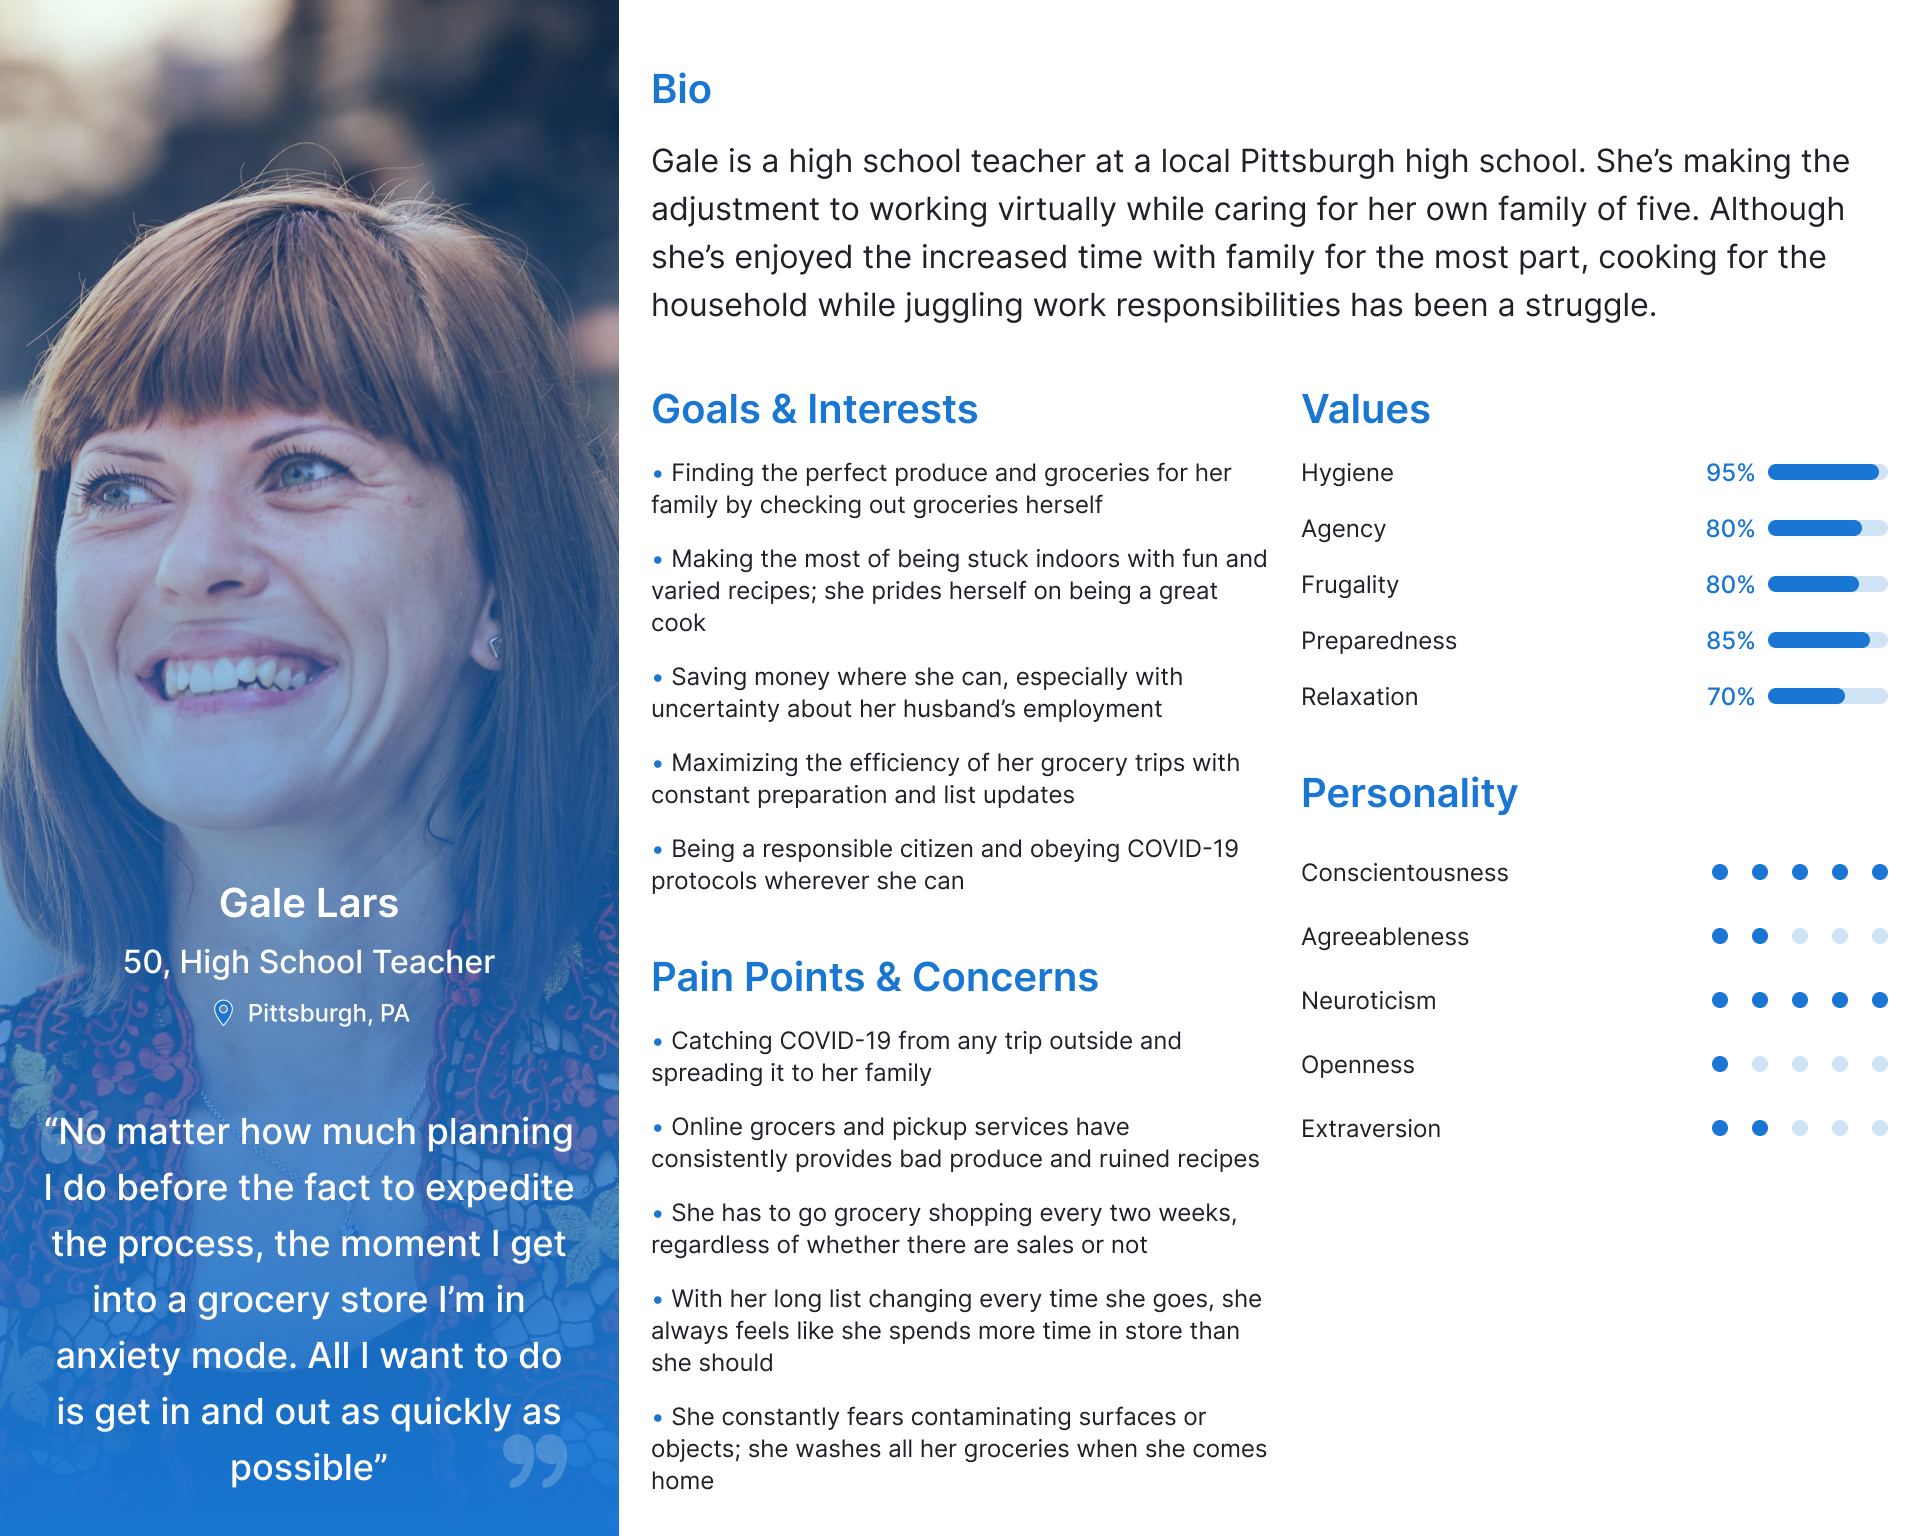 Gale Lars
50, High School Teacher
Pittsburgh, PA
“No matter how much planning
I do before the fact to expedite
the process, the moment I get
into a grocery store I’m in
anxiety mode. All I want to do
is get in and out as quickly as
possible”
Bio
Gale is a high school teacher at a local Pittsburgh high school. She’s making the
adjustment to working virtually while caring for her own family of five. Although
she’s enjoyed the increased time with family for the most part, cooking for the
household while juggling work responsibilities has been a struggle.
Goals & Interests
• Finding the perfect produce and groceries for her
family by checking out groceries herself
• Making the most of being stuck indoors with fun and
varied recipes; she prides herself on being a great
cook
• Saving money where she can, especially with
uncertainty about her husband’s employment
• Maximizing the efficiency of her grocery trips with
constant preparation and list updates
• Being a responsible citizen and obeying COVID-19
protocols wherever she can
Pain Points & Concerns
• Catching COVID-19 from any trip outside and
spreading it to her family
• Online grocers and pickup services have
consistently provides bad produce and ruined recipes
• She has to go grocery shopping every two weeks,
regardless of whether there are sales or not
• With her long list changing every time she goes, she
always feels like she spends more time in store than
she should
• She constantly fears contaminating surfaces or
objects; she washes all her groceries when she comes
home
Values
Hygiene 95%
Agency 80%
Frugality 80%
Preparedness 85%
Relaxation 70%
Personality
Conscientousness
Agreeableness
Neuroticism
Openness
Extraversion